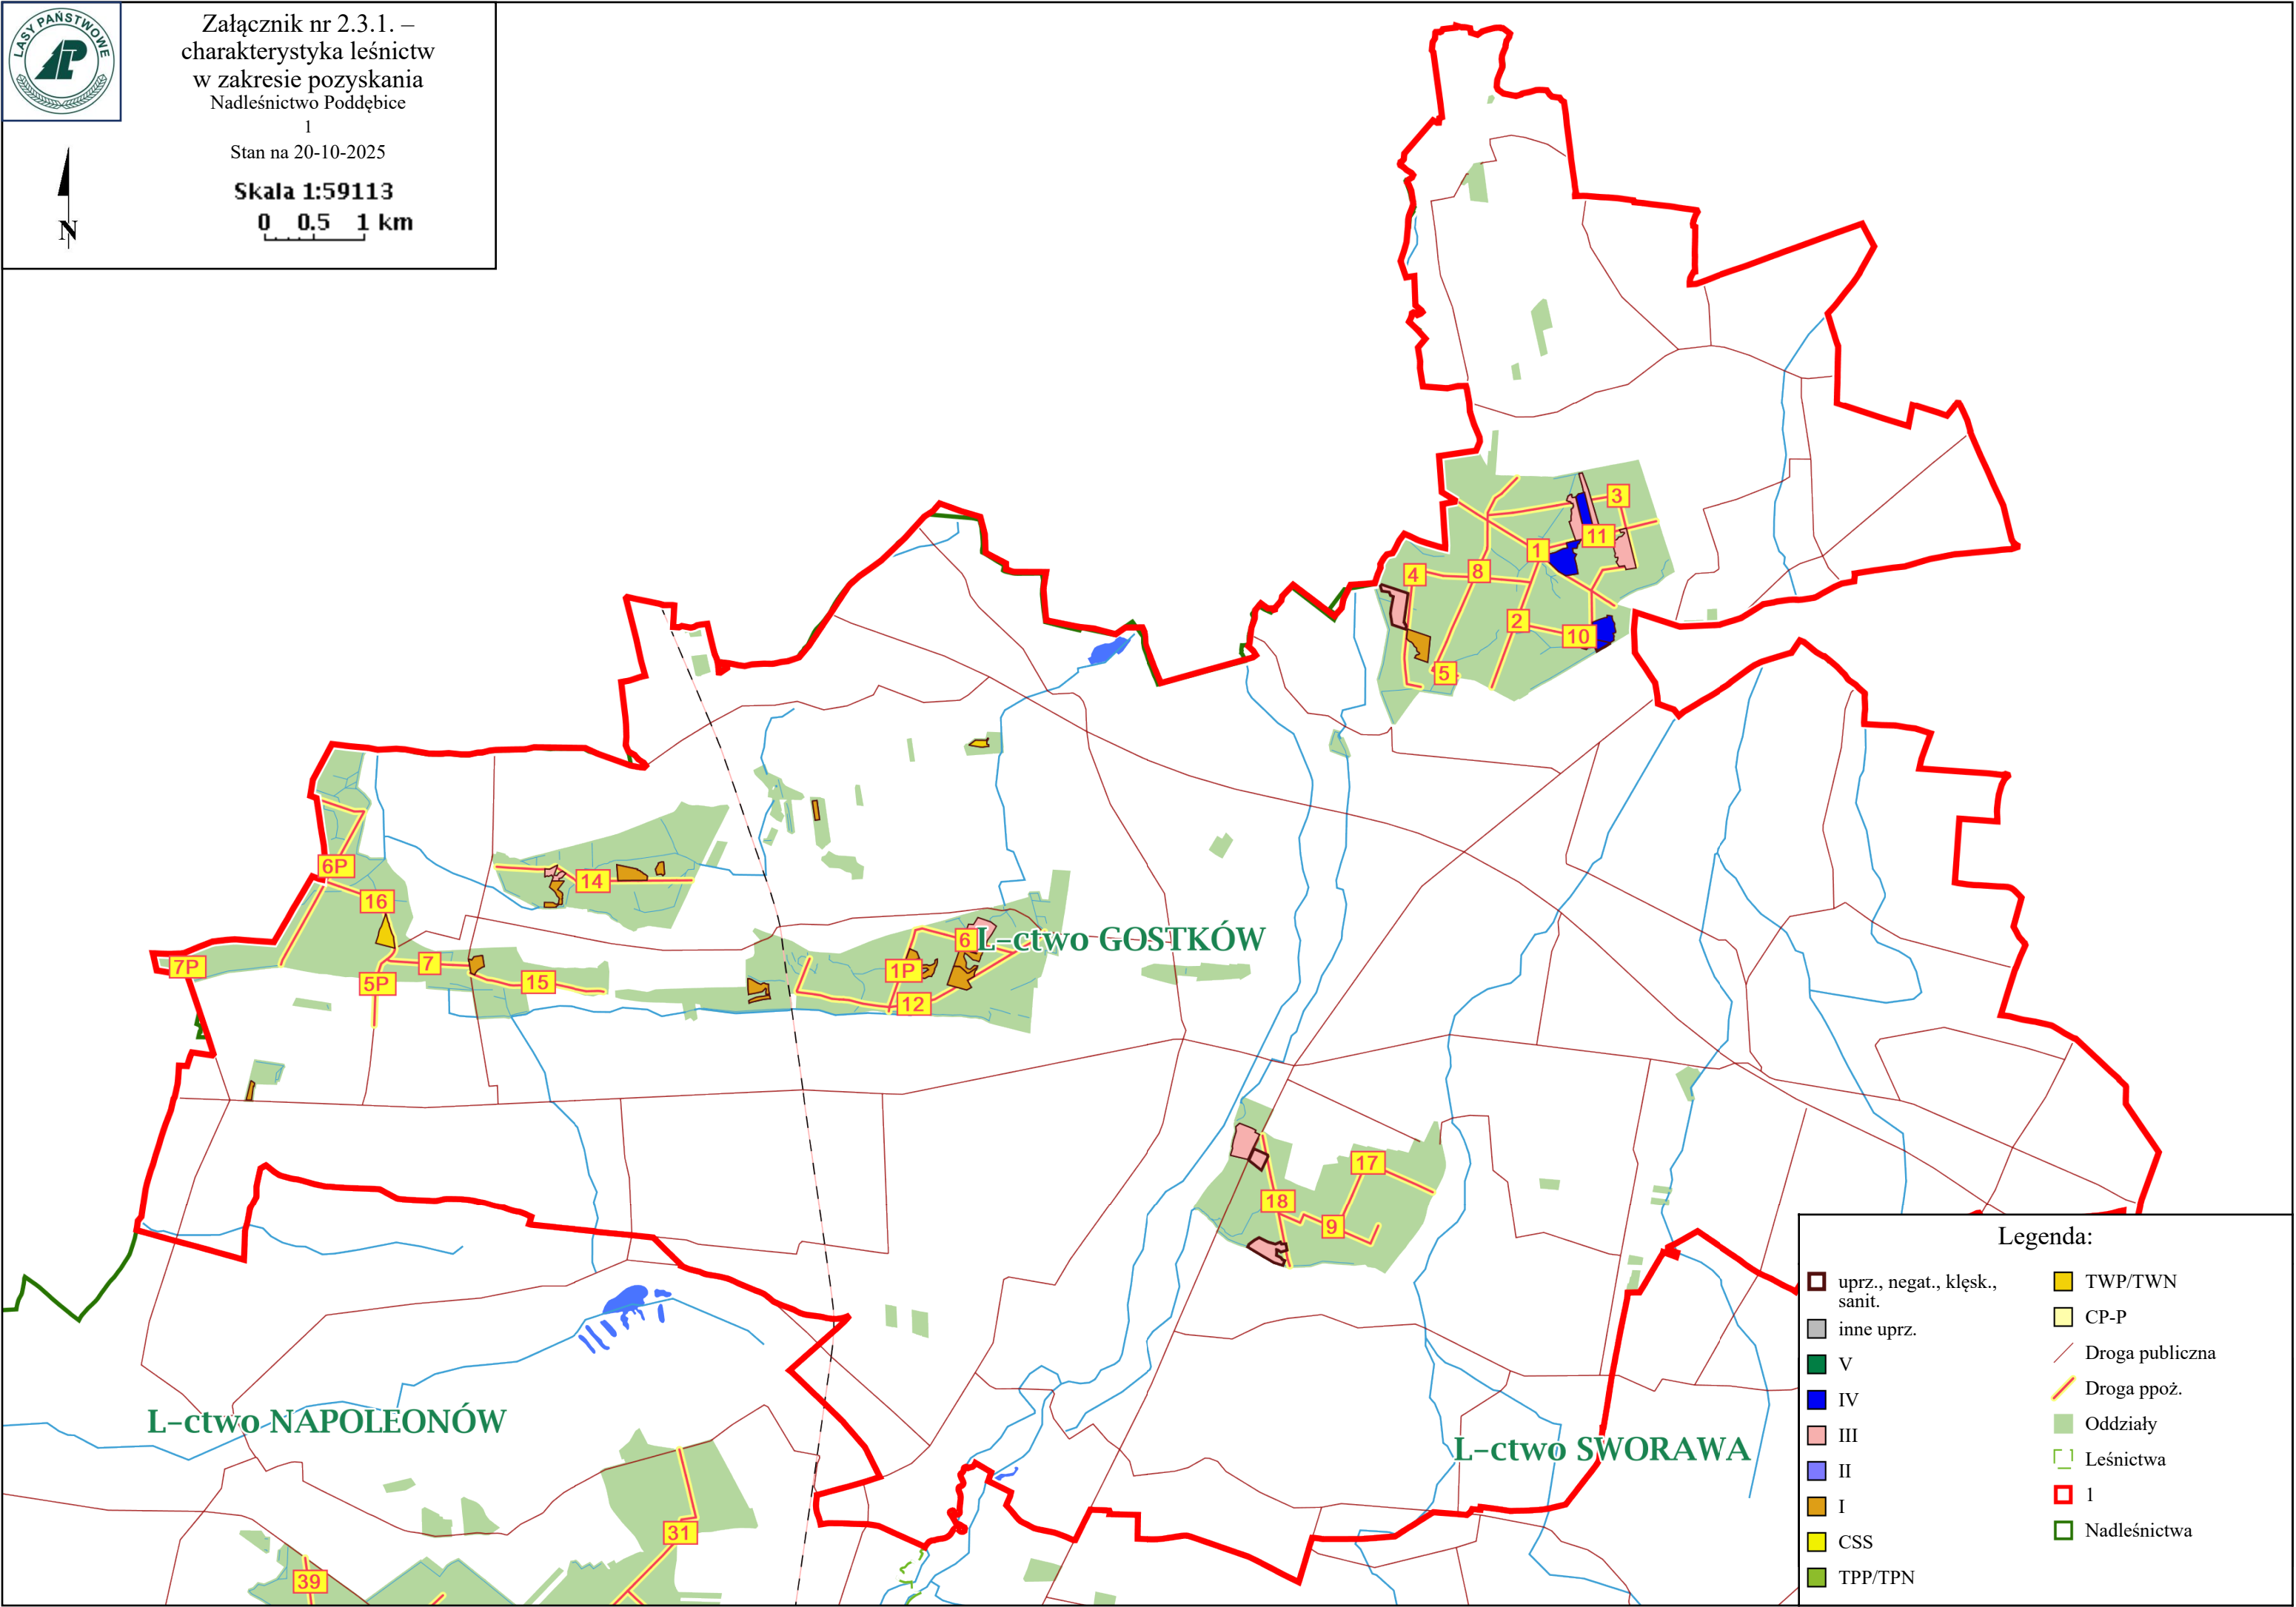 LASY PAŃSTWOWE
LP
Załącznik nr 2.3.1. –
charakterystyka leśnictw
w zakresie pozyskania
Nadleśnictwo Poddębice
1
Stan na 20-10-2025
Skala 1:59113
0 0.5 1 km
N
3
11
1
8
4
2
10
5
6P
14
16
6
L-ctwo GOSTKÓW
7
7P
1P
5P
15
12
17
18
9
L-ctwo NAPOLEONÓW
L-ctwo SWORAWA
31
39
Legenda:
uprz., negat., klęsk.,
sanit.
inne uprz.
V
IV
III
II
I
CSS
TPP/TPN
TWP/TWN
CP-P
Droga publiczna
Droga ppoż.
Oddziały
Leśnictwa
1
Nadleśnictwa